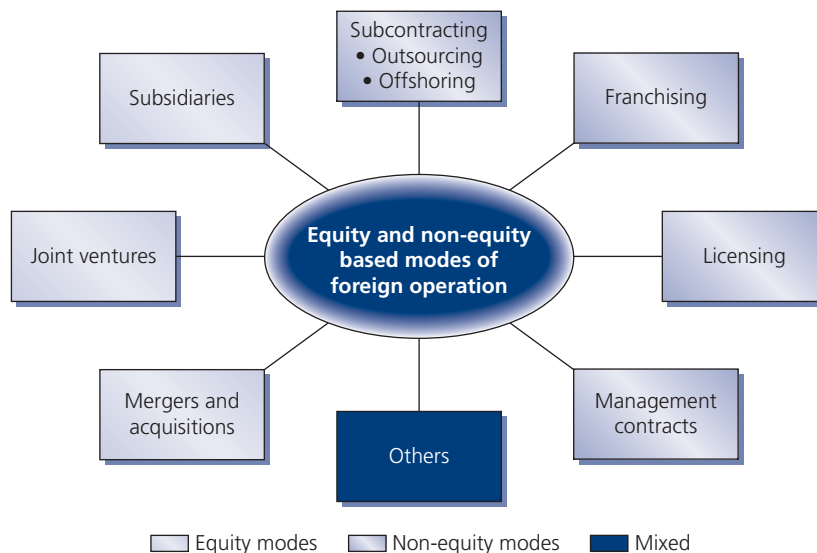 Subcontracting
• Outsourcing
• Offshoring
Subsidiaries
Franchising
Joint ventures
Equity and non-equity
based modes of
foreign operation
Licensing
Mergers and
acquisitions
Management
contracts
Others
Equity modes
Non-equity modes
Mixed